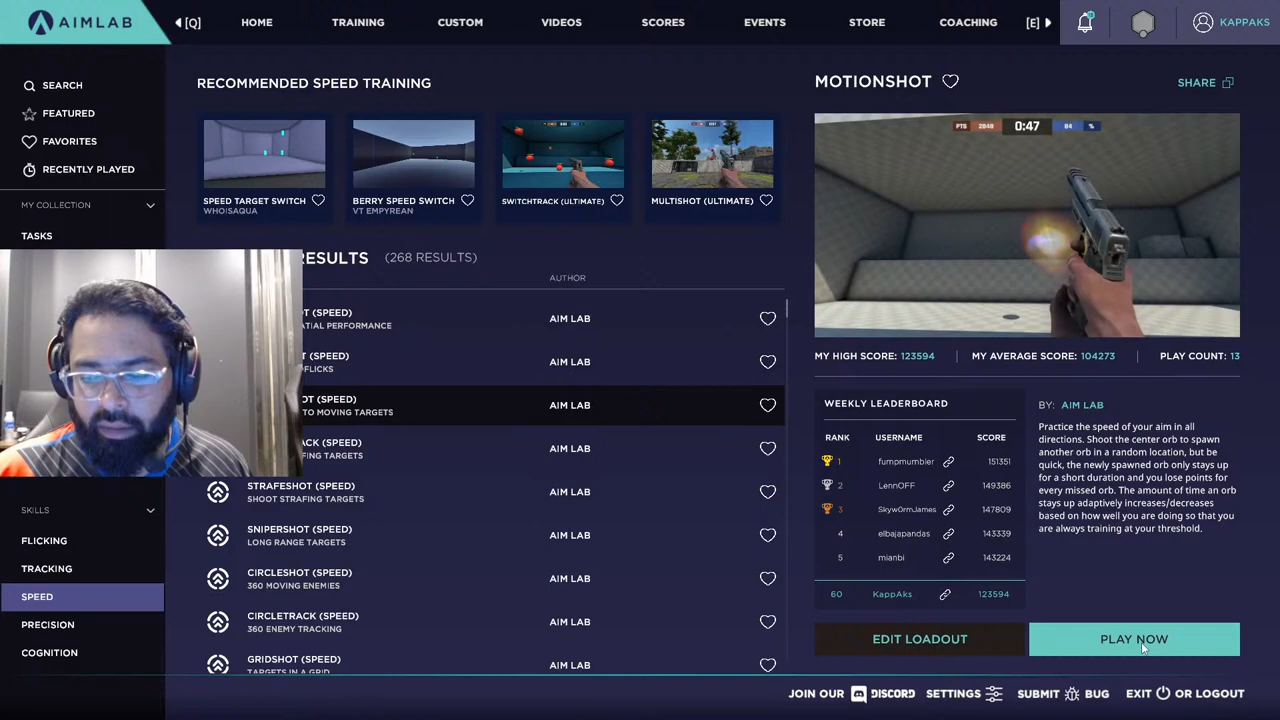 AIMLAB
[Q]
HOME
TRAINING
CUSTOM
VIDEOS
SCORES
EVENTS
STORE
COACHING
[E]
KAPPAKS
SEARCH
FEATURED
FAVORITES
RECENTLY PLAYED
MY COLLECTION
TASKS
SKILLS
FLICKING
TRACKING
SPEED
PRECISION
COGNITION
RECOMMENDED SPEED TRAINING
SPEED TARGET SWITCH
WHOISAQUA
BERRY SPEED SWITCH
VT EMPYREAN
SWITCHTRACK (ULTIMATE)
MULTISHOT (ULTIMATE)
RESULTS (268 RESULTS)
AUTHOR
OT (SPEED)
ATIAL PERFORMANCE
AIM LAB
T (SPEED)
FLICKS
AIM LAB
OT (SPEED)
TO MOVING TARGETS
AIM LAB
ACK (SPEED)
FING TARGETS
AIM LAB
STRAFESHOT (SPEED)
SHOOT STRAFING TARGETS
AIM LAB
SNIPERSHOT (SPEED)
LONG RANGE TARGETS
AIM LAB
CIRCLESHOT (SPEED)
360 MOVING ENEMIES
AIM LAB
CIRCLETRACK (SPEED)
360 ENEMY TRACKING
AIM LAB
GRIDSHOT (SPEED)
TARGETS IN A GRID
AIM LAB
MOTIONSHOT
SHARE
PTS 2848 0:47 84 %
MY HIGH SCORE: 123594
MY AVERAGE SCORE: 104273
PLAY COUNT: 13
WEEKLY LEADERBOARD
RANK USERNAME SCORE
1 fumpmumbler 151351
2 LennOFF 149386
3 Skyw0rmJames 147809
4 elbajapandas 143339
5 mianbi 143224
60 KappAks 123594
BY: AIM LAB
Practice the speed of your aim in all
directions. Shoot the center orb to spawn
another orb in a random location, but be
quick, the newly spawned orb only stays up
for a short duration and you lose points for
every missed orb. The amount of time an orb
stays up adaptively increases/decreases
based on how well you are doing so that you
are always training at your threshold.
EDIT LOADOUT
PLAY NOW
JOIN OUR DISCORD
SETTINGS
SUBMIT BUG
EXIT OR LOGOUT